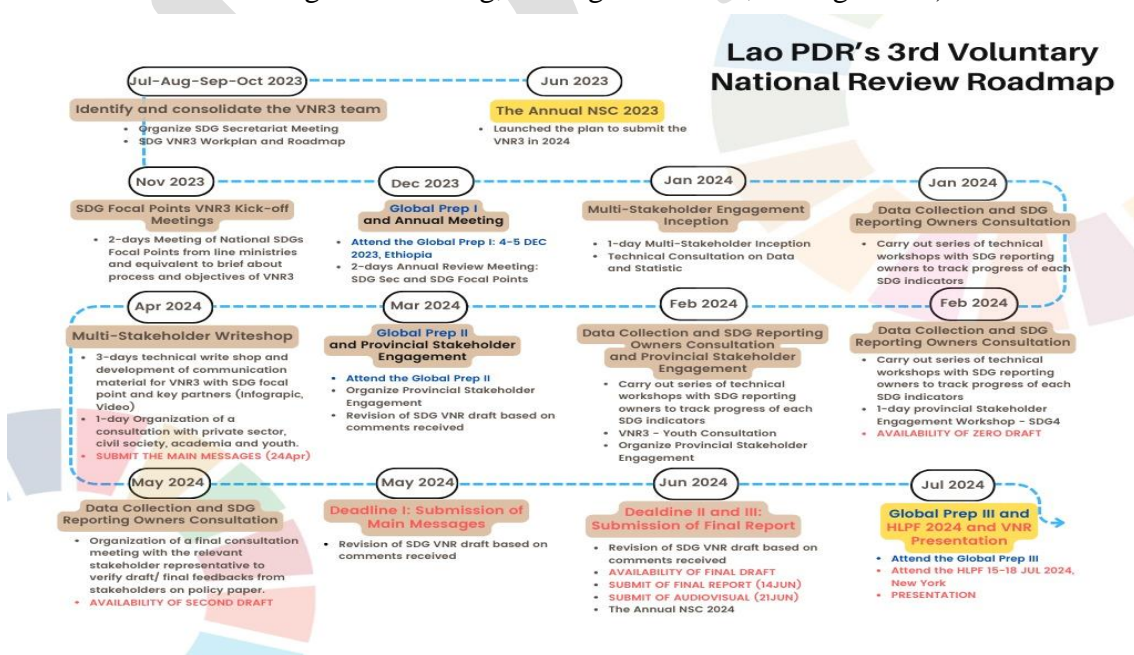 Lao PDR's 3rd Voluntary
National Review Roadmap
Jun 2023
The Annual NSC 2023
• Launched the plan to submit the
VNR3 in 2024
Jul-Aug-Sep-Oct 2023
Identify and consolidate the VNR3 team
• Organize SDG Secretariat Meeting
• SDG VNR3 Workplan and Roadmap
Nov 2023
SDG Focal Points VNR3 Kick-off
Meetings
• 2-days Meeting of National SDGs
Focal Points from line ministries
and equivalent to brief about
process and objectives of VNR3
Dec 2023
Global Prep I
and Annual Meeting
• Attend the Global Prep I: 4-5 DEC
2023, Ethiopia
• 2-days Annual Review Meeting:
SDG Sec and SDG Focal Points
Jan 2024
Multi-Stakeholder Engagement
Inception
• 1-day Multi-Stakeholder Inception
• Technical Consultation on Data
and Statistic
Jan 2024
Data Collection and SDG
Reporting Owners Consultation
• Carry out series of technical
workshops with SDG reporting
owners to track progress of each
SDG indicators
Feb 2024
Data Collection and SDG
Reporting Owners Consultation
• Carry out series of technical
workshops with SDG reporting
owners to track progress of each
SDG indicators
• 1-day provincial Stakeholder
Engagement Workshop - SDG4
• AVAILABILITY OF ZERO DRAFT
Feb 2024
Data Collection and SDG Reporting
Owners Consultation
and Provincial Stakeholder
Engagement
• Carry out series of technical
workshops with SDG reporting
owners to track progress of each
SDG indicators
• VNR3 - Youth Consultation
• Organize Provincial Stakeholder
Engagement
Mar 2024
Global Prep II
and Provincial Stakeholder
Engagement
• Attend the Global Prep II
• Organize Provincial Stakeholder
Engagement
• Revision of SDG VNR draft based on
comments received
Apr 2024
Multi-Stakeholder Writeshop
• 3-days technical write shop and
development of communication
material for VNR3 with SDG focal
point and key partners (Infograpic,
Video)
• 1-day Organization of a
consultation with private sector,
civil society, academia and youth.
• SUBMIT THE MAIN MESSAGES (24Apr)
May 2024
Data Collection and SDG
Reporting Owners Consultation
• Organization of a final consultation
meeting with the relevant
stakeholder representative to
verify draft/ final feedbacks from
stakeholders on policy paper.
• AVAILABILITY OF SECOND DRAFT
May 2024
Deadline I: Submission of
Main Messages
• Revision of SDG VNR draft based on
comments received
Jun 2024
Dealdine II and III:
Submission of Final Report
• Revision of SDG VNR draft based on
comments received
• AVAILABILITY OF FINAL DRAFT
• SUBMIT OF FINAL REPORT (14JUN)
• SUBMIT OF AUDIOVISUAL (21JUN)
• The Annual NSC 2024
Jul 2024
Global Prep III and
HLPF 2024 and VNR
Presentation
• Attend the Global Prep III
• Attend the HLPF 15-18 JUL 2024,
New York
• PRESENTATION